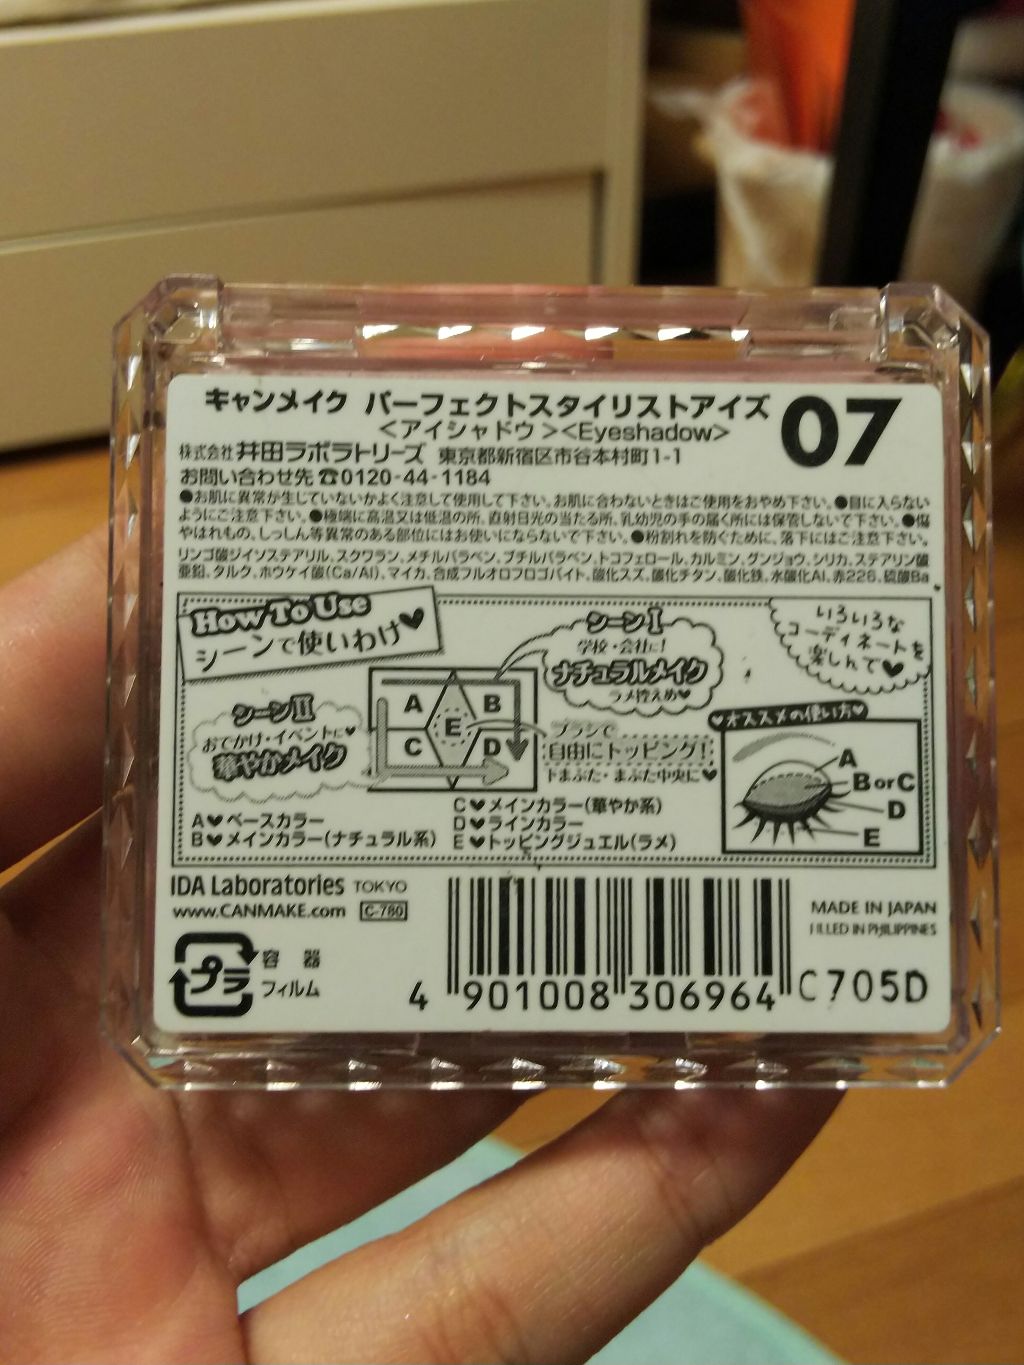 キャンメイク パーフェクトスタイリストアイズ 07
<アイシャドウ><Eyeshadow>
株式会社 井田ラボラトリーズ 東京都新宿区市谷本村町1-1
お問い合わせ先 ☎0120-44-1184
●お肌に異常が生じていないかよく注意して使用して下さい。お肌に合わないときはご使用をおやめ下さい。●目に入らない
ようにご注意下さい。●極端に高温又は低温の所、直射日光の当たる所、乳幼児の手の届く所には保管しないで下さい。●傷
やはれもの、しっしん等異常のある部位にはお使いにならないで下さい。●粉割れを防ぐために、落下にはご注意下さい。
リンゴ酸ジイソステアリル、スクワラン、メチルパラベン、ブチルパラベン、トコフェロール、カルミン、グンジョウ、シリカ、ステアリン酸
亜鉛、タルク、ホウケイ酸(Ca/Al)、マイカ、合成フルオロフロゴパイト、酸化スズ、酸化チタン、酸化鉄、水酸化Al、赤226、硫酸Ba
How To Use
シーンで使いわけ♥
シーンI
学校・会社に!
ナチュラルメイク
ラメ控えめ♥
いろいろな
コーディネートを
楽しんで♥
シーンII
おでかけ・イベントに♥
華やかメイク
A
B
C
D
E
ブラシで
自由にトッピング!
下まぶた・まぶた中央に♥
♥オススメの使い方♥
A
B or C
D
E
A♥ベースカラー
B♥メインカラー(ナチュラル系)
C♥メインカラー(華やか系)
D♥ラインカラー
E♥トッピングジュエル(ラメ)
IDA Laboratories TOKYO
www.CANMAKE.com C-780
MADE IN JAPAN
FILLED IN PHILIPPINES
プラ
容 器
フィルム
4 901008 306964
C705D